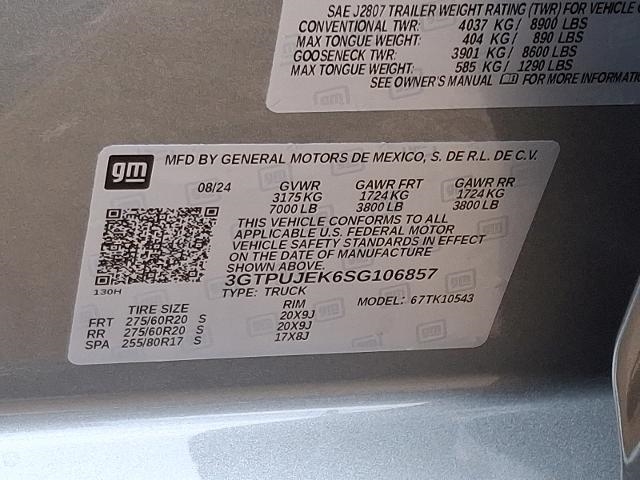 SAE J2807 TRAILER WEIGHT RATING (TWR) FOR VEHICLE
CONVENTIONAL TWR: 4037 KG / 8900 LBS
MAX TONGUE WEIGHT: 404 KG / 890 LBS
GOOSENECK TWR: 3901 KG / 8600 LBS
MAX TONGUE WEIGHT: 585 KG / 1290 LBS
SEE OWNER'S MANUAL FOR MORE INFORMATI
gm
MFD BY GENERAL MOTORS DE MEXICO, S. DE R.L. DE C.V.
08/24 GVWR GAWR FRT GAWR RR
3175 KG 1724 KG 1724 KG
7000 LB 3800 LB 3800 LB
THIS VEHICLE CONFORMS TO ALL
APPLICABLE U.S. FEDERAL MOTOR
VEHICLE SAFETY STANDARDS IN EFFECT
ON THE DATE OF MANUFACTURE
SHOWN ABOVE.
3GTPUJEK6SG106857
130H
TYPE: TRUCK MODEL: 67TK10543
TIRE SIZE RIM
FRT 275/60R20 S 20X9J
RR 275/60R20 S 20X9J
SPA 255/80R17 S 17X8J